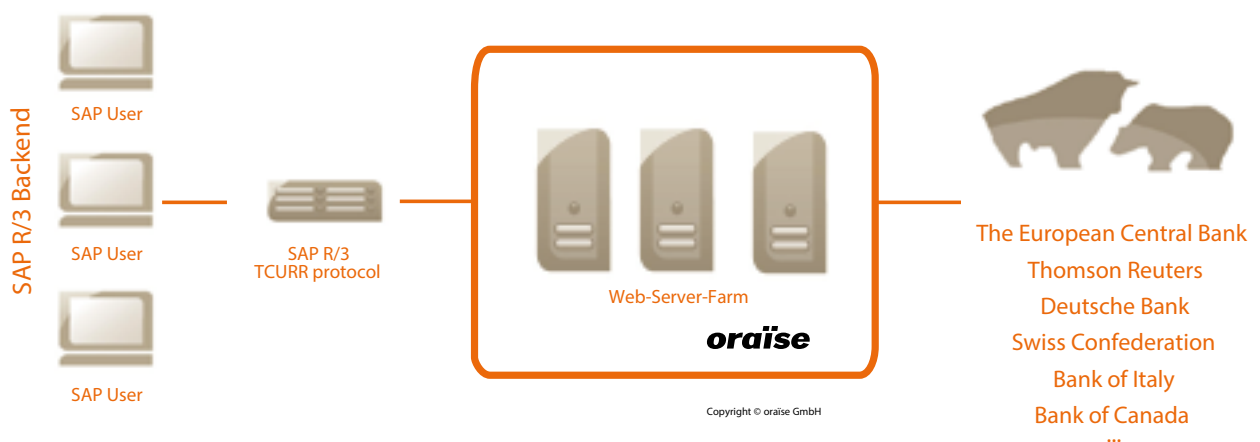 SAP R/3 Backend
SAP User
SAP User
SAP User
SAP R/3
TCURR protocol
Web-Server-Farm
oraïse
Copyright © oraïse GmbH
The European Central Bank
Thomson Reuters
Deutsche Bank
Swiss Confederation
Bank of Italy
Bank of Canada
...